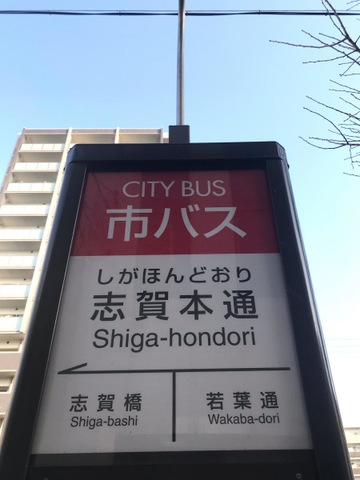 CITY BUS
市バス
しがほんどおり
志賀本通
Shiga-hondori
志賀橋 若葉通
Shiga-bashi Wakaba-dori